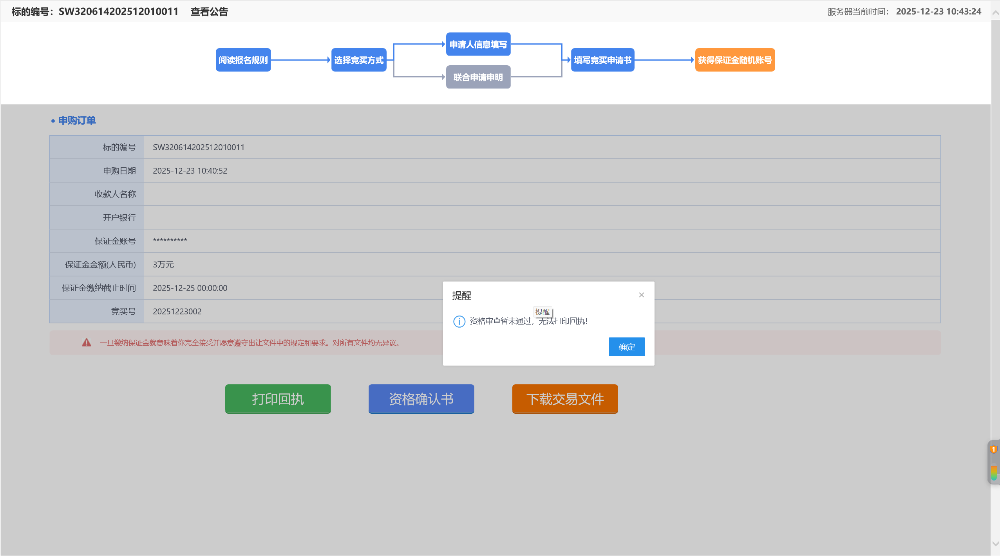 标的编号：SW320614202512010011 查看公告 服务器当前时间： 2025-12-23 10:43:24
申请人信息填写
阅读报名规则 选择竞买方式 填写竞买申请书 获得保证金随机账号
联合申请申明
• 申购订单
标的编号 SW320614202512010011
申购日期 2025-12-23 10:40:52
收款人名称
开户银行
保证金账号 **********
保证金金额(人民币) 3万元
保证金缴纳截止时间 2025-12-25 00:00:00
竞买号 20251223002
一旦缴纳保证金就意味着你完全接受并愿意遵守出让文件中的规定和要求。对所有文件均无异议。
提醒 ×
提醒
资格审查暂未通过，无法打印回执！
确定
打印回执 资格确认书 下载交易文件
1